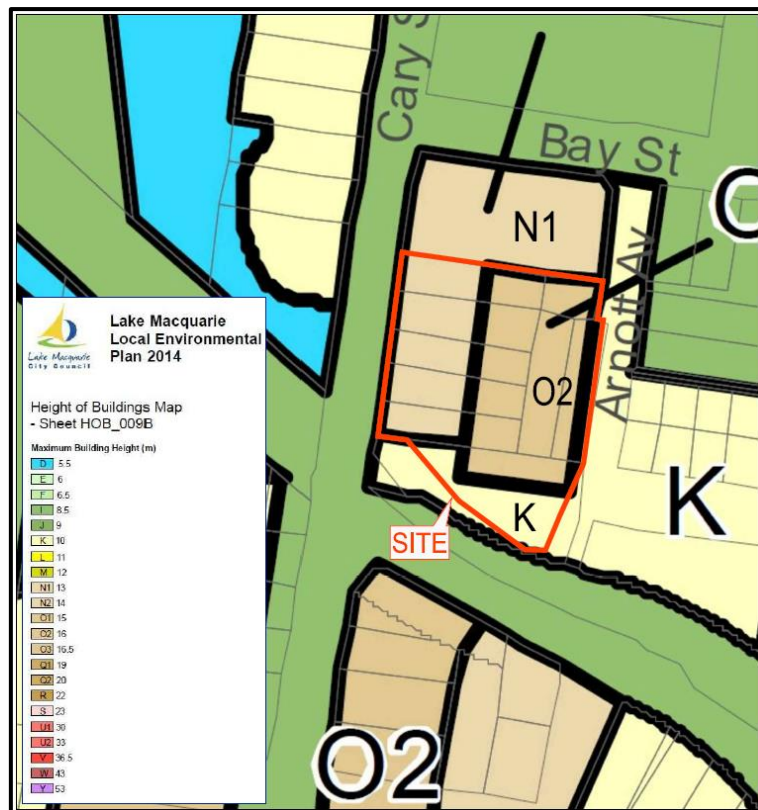 Cary S
Bay St
Arnott Av
N1
O2
K
SITE
K
O2
Lake Macquarie
Local Environmental
Plan 2014
Lake Macquarie
City Council
Height of Buildings Map
- Sheet HOB_009B
Maximum Building Height (m)
D 5.5
E 6
F 6.5
I 8.5
J 9
K 10
L 11
M 12
N1 13
N2 14
O1 15
O2 16
O3 16.5
Q1 19
Q2 20
R 22
S 23
U1 30
U2 33
V 36.5
W 43
Y 53